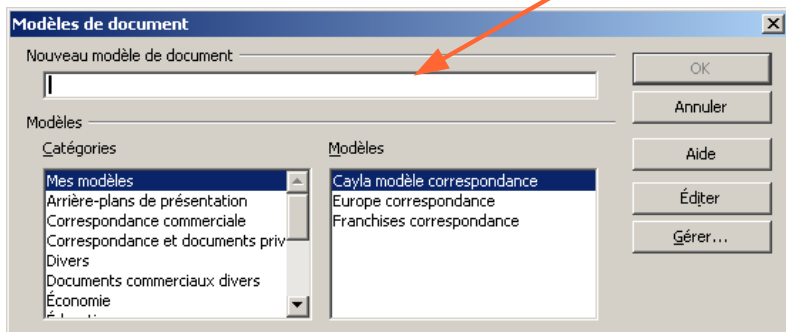 Modèles de document
Nouveau modèle de document
OK
Annuler
Modèles
Catégories
Modèles
Aide
Mes modèles
Arrière-plans de présentation
Correspondance commerciale
Correspondance et documents priv
Divers
Documents commerciaux divers
Économie
Cayla modèle correspondance
Europe correspondance
Franchises correspondance
Éditer
Gérer...